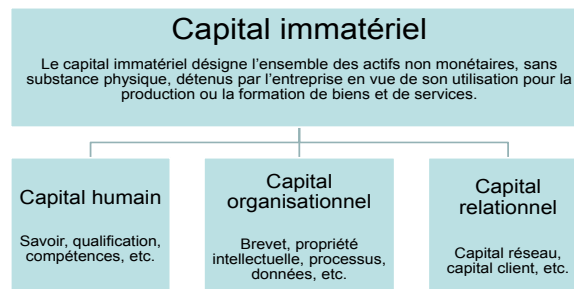 Capital immatériel
Le capital immatériel désigne l’ensemble des actifs non monétaires, sans
substance physique, détenus par l’entreprise en vue de son utilisation pour la
production ou la formation de biens et de services.
Capital humain
Savoir, qualification,
compétences, etc.
Capital
organisationnel
Brevet, propriété
intellectuelle, processus,
données, etc.
Capital
relationnel
Capital réseau,
capital client, etc.